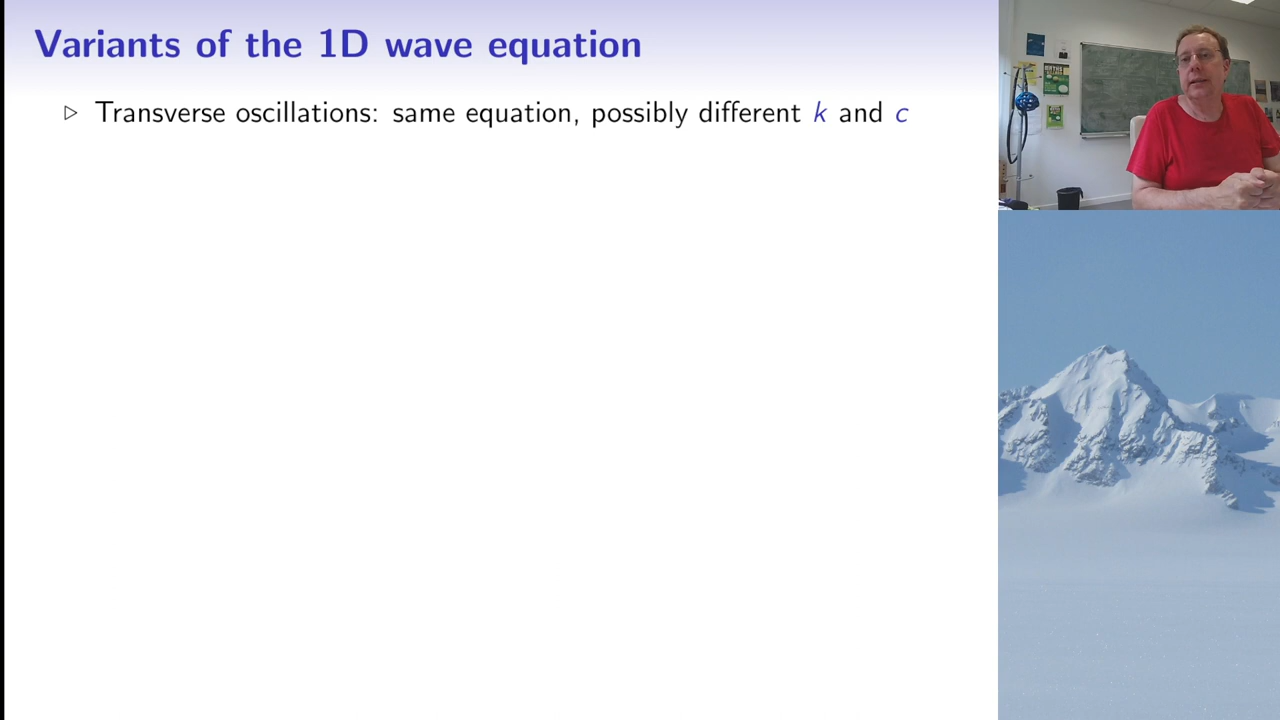 Variants of the 1D wave equation
▷ Transverse oscillations: same equation, possibly different k and c